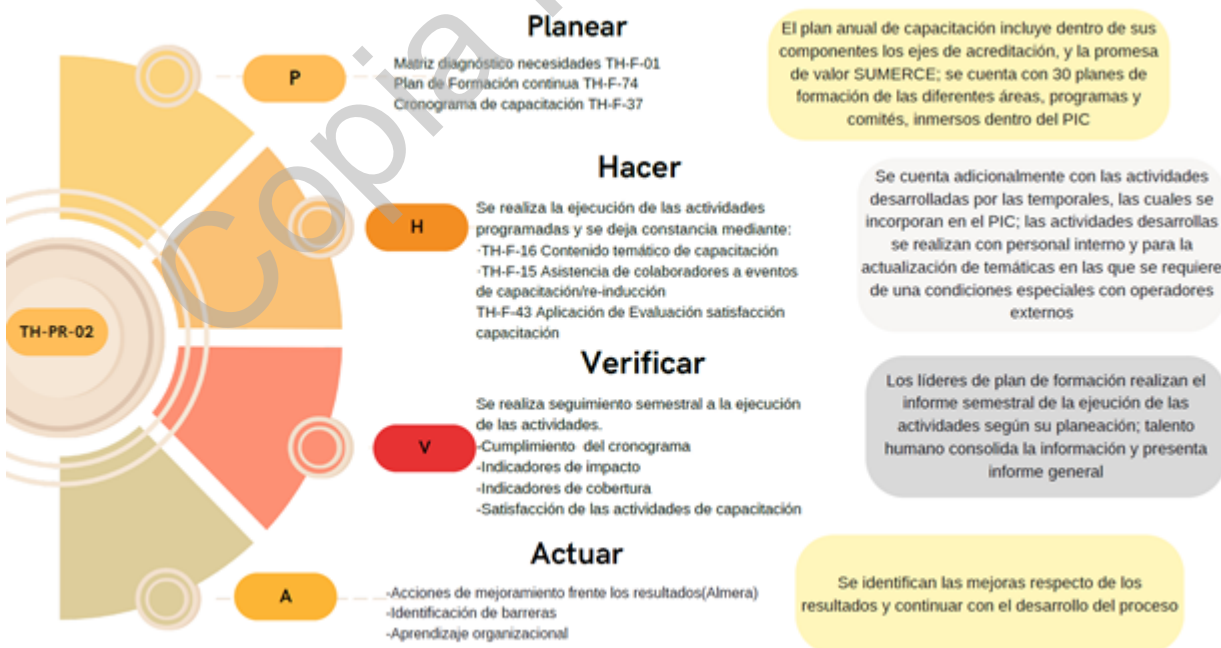 Planear
P
Matriz diagnóstico necesidades TH-F-01
Plan de Formación continua TH-F-74
Cronograma de capacitación TH-F-37
El plan anual de capacitación incluye dentro de sus
componentes los ejes de acreditación, y la promesa
de valor SUMERCE; se cuenta con 30 planes de
formación de las diferentes áreas, programas y
comités, inmersos dentro del PIC
Hacer
H
Se realiza la ejecución de las actividades
programadas y se deja constancia mediante:
·TH-F-16 Contenido temático de capacitación
·TH-F-15 Asistencia de colaboradores a eventos
de capacitación/re-inducción
TH-F-43 Aplicación de Evaluación satisfacción
capacitación
Se cuenta adicionalmente con las actividades
desarrolladas por las temporales, las cuales se
incorporan en el PIC; las actividades desarrollas
se realizan con personal interno y para la
actualización de temáticas en las que se requiere
de una condiciones especiales con operadores
externos
TH-PR-02
Verificar
V
Se realiza seguimiento semestral a la ejecución
de las actividades.
-Cumplimiento del cronograma
-Indicadores de impacto
-Indicadores de cobertura
-Satisfacción de las actividades de capacitación
Los líderes de plan de formación realizan el
informe semestral de la ejeución de las
actividades según su planeación; talento
humano consolida la información y presenta
informe general
Actuar
A
-Acciones de mejoramiento frente los resultados(Almera)
-Identificación de barreras
-Aprendizaje organizacional
Se identifican las mejoras respecto de los
resultados y continuar con el desarrollo del proceso
Copia